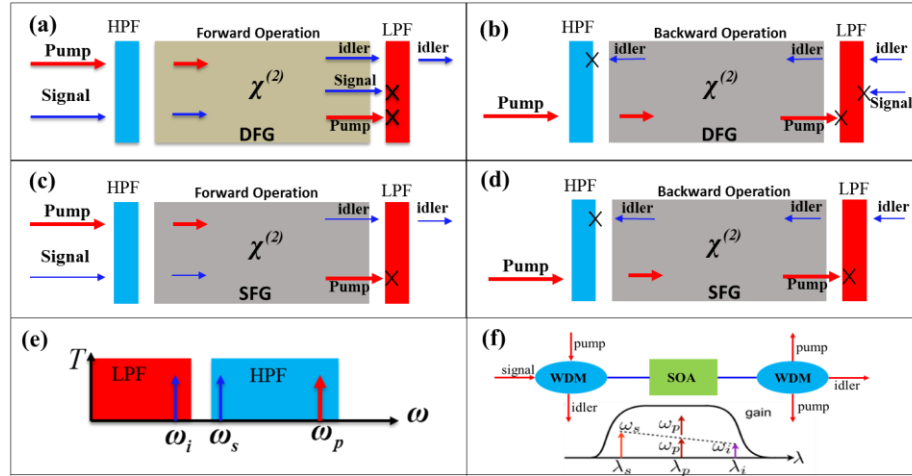 (a)
HPF
Forward Operation
LPF
Pump
idler
idler
Signal
χ(2)
Signal
Pump
DFG
(b)
HPF
Backward Operation
LPF
idler
idler
idler
χ(2)
Signal
Pump
Pump
DFG
(c)
HPF
Forward Operation
LPF
Pump
idler
idler
Signal
χ(2)
Pump
SFG
(d)
HPF
Backward Operation
LPF
idler
idler
idler
χ(2)
Pump
Pump
SFG
(e)
T
LPF
HPF
ω
ωi
ωs
ωp
(f)
pump
pump
signal
WDM
SOA
WDM
idler
idler
pump
gain
ωs
ωp
ωp
ωi
λ
λs
λp
λi